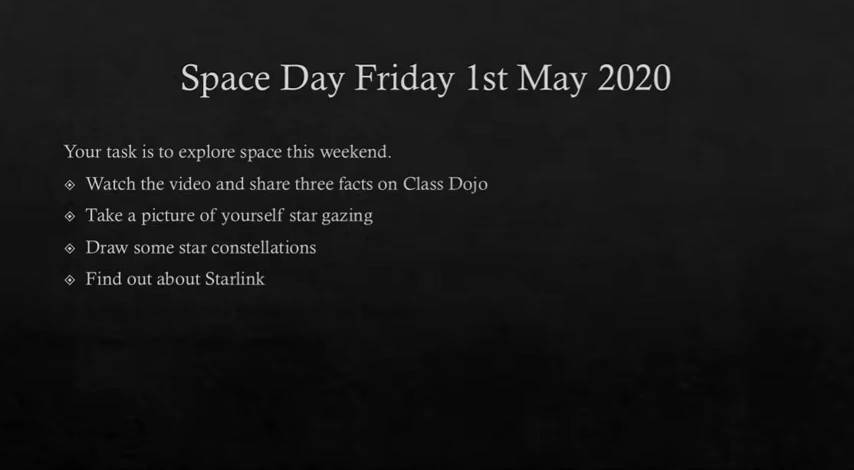 Space Day Friday 1st May 2020
Your task is to explore space this weekend.
Watch the video and share three facts on Class Dojo
Take a picture of yourself star gazing
Draw some star constellations
Find out about Starlink